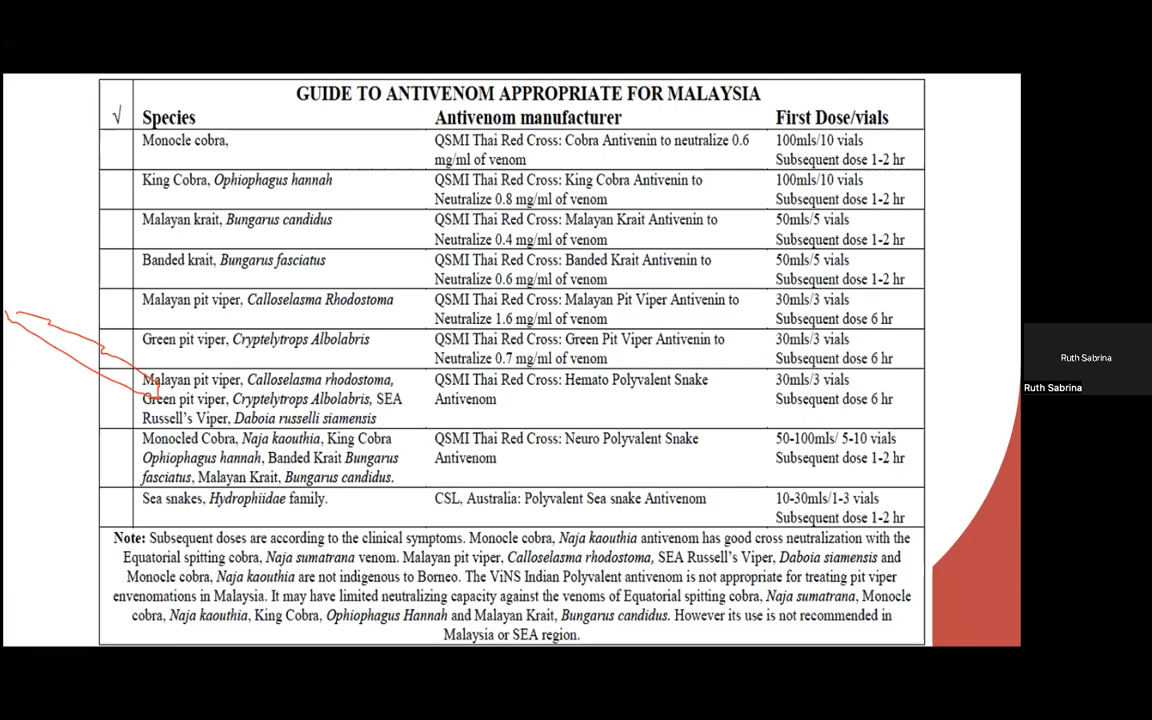 GUIDE TO ANTIVENOM APPROPRIATE FOR MALAYSIA
√ Species Antivenom manufacturer First Dose/vials
Monocle cobra, QSMI Thai Red Cross: Cobra Antivenin to neutralize 0.6 100mls/10 vials
mg/ml of venom Subsequent dose 1-2 hr
King Cobra, Ophiophagus hannah QSMI Thai Red Cross: King Cobra Antivenin to 100mls/10 vials
Neutralize 0.8 mg/ml of venom Subsequent dose 1-2 hr
Malayan krait, Bungarus candidus QSMI Thai Red Cross: Malayan Krait Antivenin to 50mls/5 vials
Neutralize 0.4 mg/ml of venom Subsequent dose 1-2 hr
Banded krait, Bungarus fasciatus QSMI Thai Red Cross: Banded Krait Antivenin to 50mls/5 vials
Neutralize 0.6 mg/ml of venom Subsequent dose 1-2 hr
Malayan pit viper, Calloselasma Rhodostoma QSMI Thai Red Cross: Malayan Pit Viper Antivenin to 30mls/3 vials
Neutralize 1.6 mg/ml of venom Subsequent dose 6 hr
Green pit viper, Cryptelytrops Albolabris QSMI Thai Red Cross: Green Pit Viper Antivenin to 30mls/3 vials
Neutralize 0.7 mg/ml of venom Subsequent dose 6 hr
Malayan pit viper, Calloselasma rhodostoma, QSMI Thai Red Cross: Hemato Polyvalent Snake 30mls/3 vials
Green pit viper, Cryptelytrops Albolabris, SEA Antivenom Subsequent dose 6 hr
Russell's Viper, Daboia russelli siamensis
Monocled Cobra, Naja kaouthia, King Cobra QSMI Thai Red Cross: Neuro Polyvalent Snake 50-100mls/ 5-10 vials
Ophiophagus hannah, Banded Krait Bungarus Antivenom Subsequent dose 1-2 hr
fasciatus, Malayan Krait, Bungarus candidus.
Sea snakes, Hydrophiidae family. CSL, Australia: Polyvalent Sea snake Antivenom 10-30mls/1-3 vials
Subsequent dose 1-2 hr
Note: Subsequent doses are according to the clinical symptoms. Monocle cobra, Naja kaouthia antivenom has good cross neutralization with the
Equatorial spitting cobra, Naja sumatrana venom. Malayan pit viper, Calloselasma rhodostoma, SEA Russell's Viper, Daboia siamensis and
Monocle cobra, Naja kaouthia are not indigenous to Borneo. The ViNS Indian Polyvalent antivenom is not appropriate for treating pit viper
envenomations in Malaysia. It may have limited neutralizing capacity against the venoms of Equatorial spitting cobra, Naja sumatrana, Monocle
cobra, Naja kaouthia, King Cobra, Ophiophagus Hannah and Malayan Krait, Bungarus candidus. However its use is not recommended in
Malaysia or SEA region.
Ruth Sabrina
Ruth Sabrina